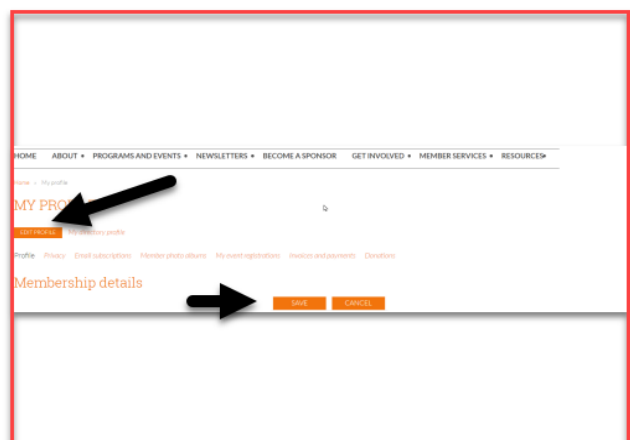 HOME ABOUT PROGRAMS AND EVENTS NEWSLETTERS BECOME A SPONSOR GET INVOLVED MEMBER SERVICES RESOURCES
Home < My profile
MY PRO
EDIT PROFILE My directory profile
Profile Privacy Email subscriptions Member photo albums My event registrations Invoices and payments Donations
Membership details
SAVE CANCEL